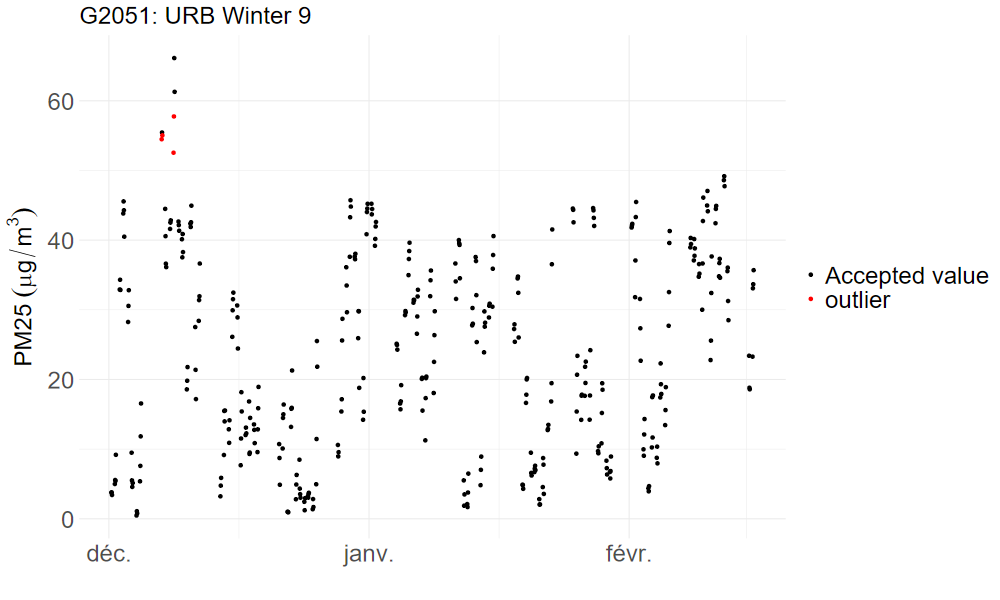 G2051: URB Winter 9
PM25 (μg/m³)
60
40
20
0
déc.
janv.
févr.
Accepted value
outlier